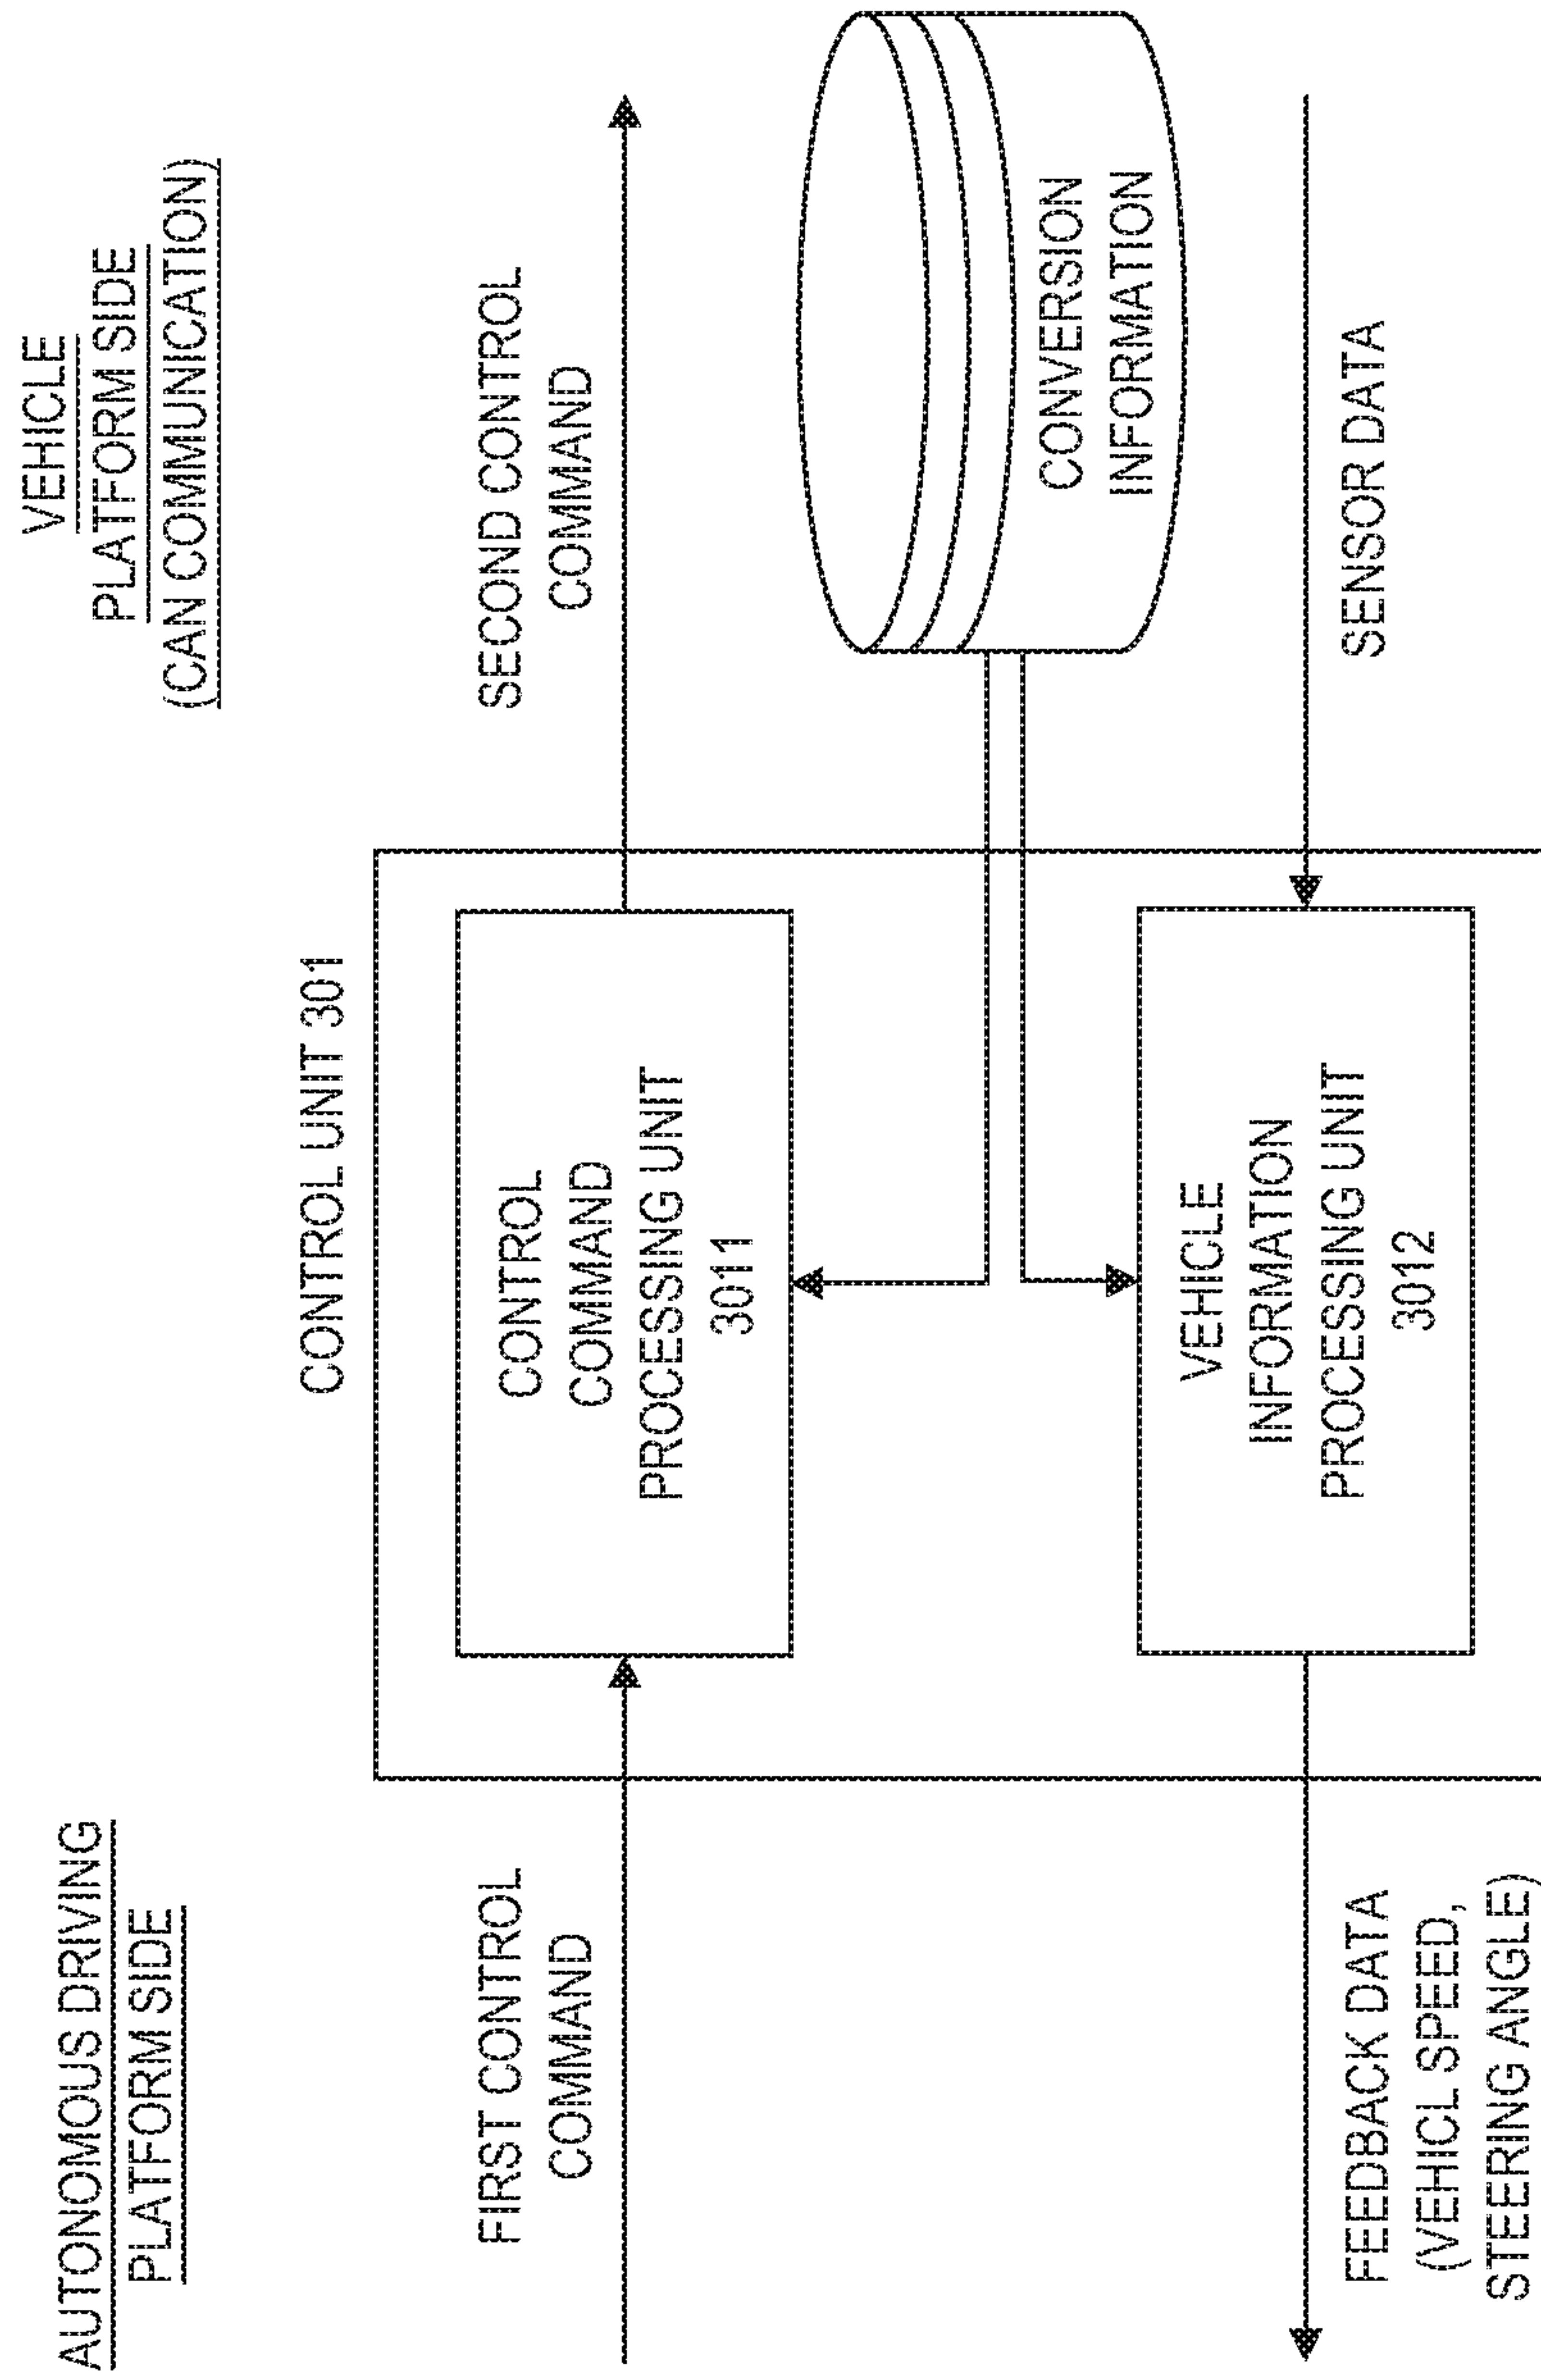 AUTONOMOUS DRIVING
PLATFORM SIDE
VEHICLE
PLATFORM SIDE
(CAN COMMUNICATION)
CONTROL UNIT 301
FIRST CONTROL
COMMAND
CONTROL
COMMAND
PROCESSING UNIT
3011
SECOND CONTROL
COMMAND
CONVERSION
INFORMATION
FEEDBACK DATA
(VEHICL SPEED,
STEERING ANGLE)
VEHICLE
INFORMATION
PROCESSING UNIT
3012
SENSOR DATA